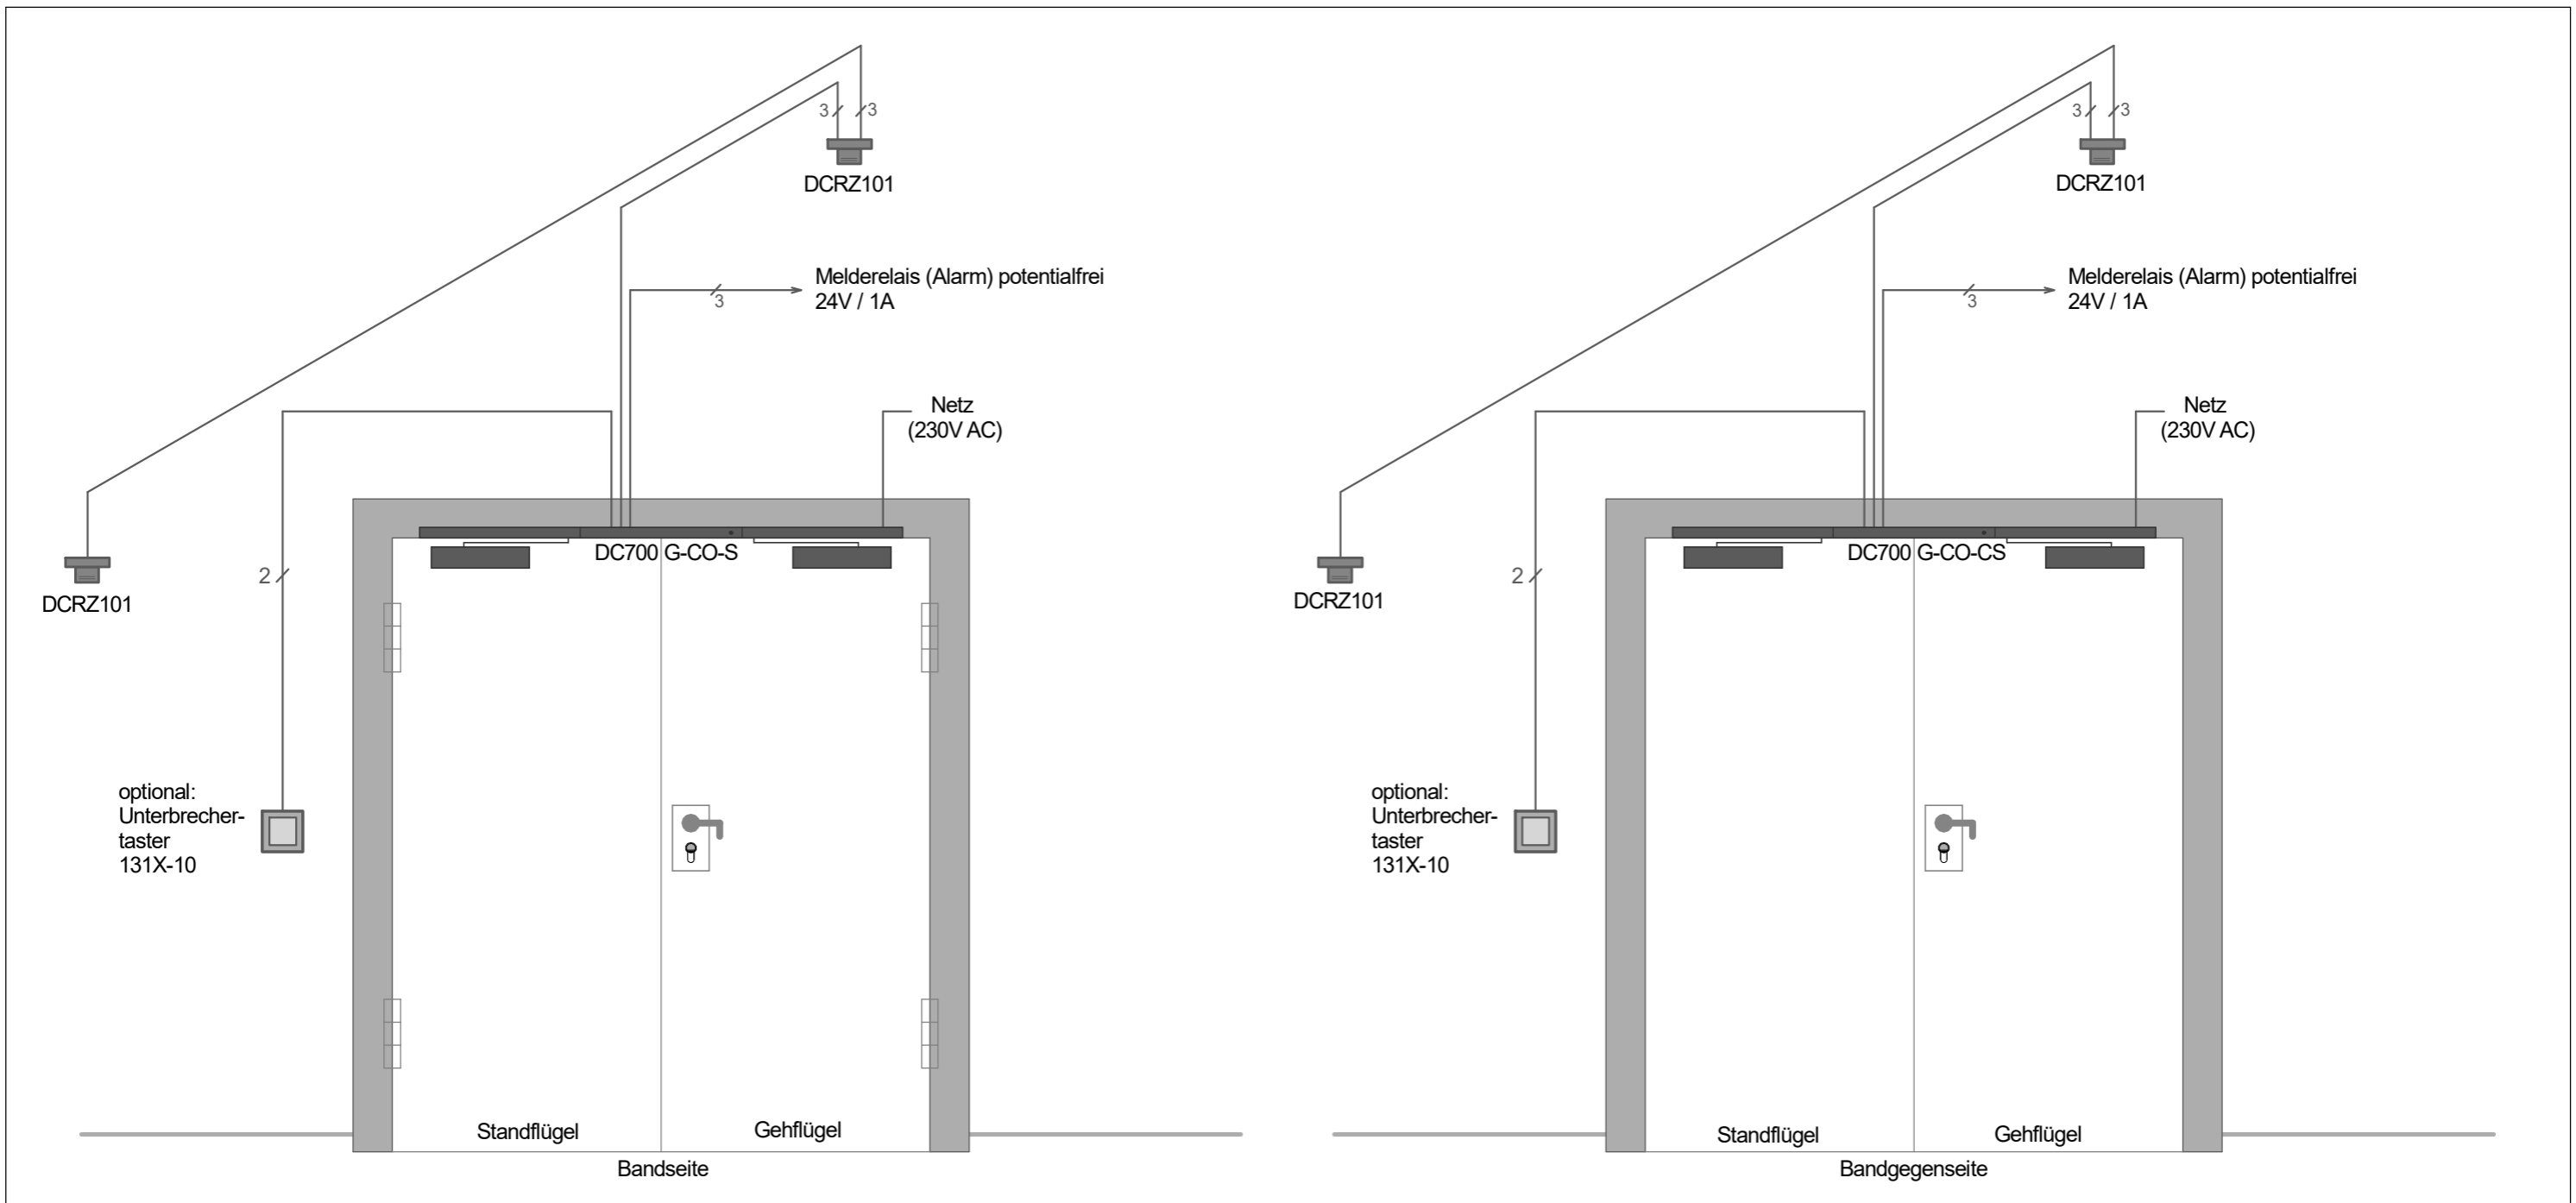 3
3
DCRZ101
Melderelais (Alarm) potentialfrei
24V / 1A
3
Netz
(230V AC)
DC700 G-CO-S
2
DCRZ101
optional:
Unterbrecher-
taster
131X-10
Standflügel
Gehflügel
Bandseite
3
3
DCRZ101
Melderelais (Alarm) potentialfrei
24V / 1A
3
Netz
(230V AC)
DC700 G-CO-CS
2
DCRZ101
optional:
Unterbrecher-
taster
131X-10
Standflügel
Gehflügel
Bandgegenseite